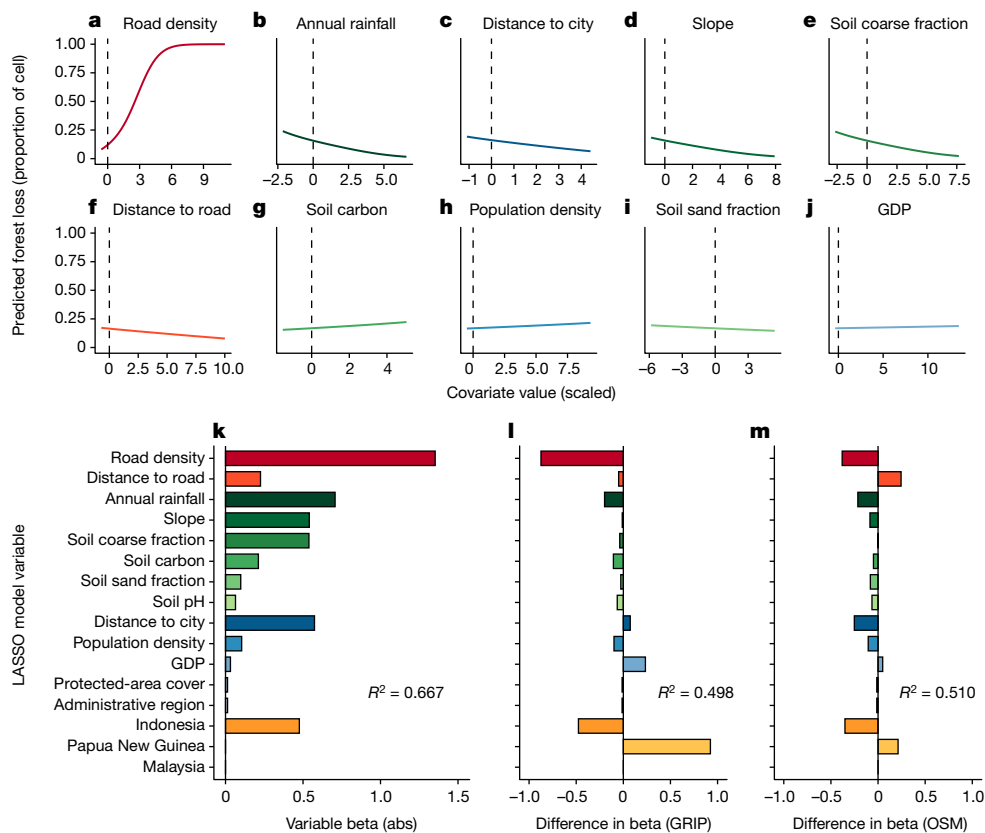 a Road density
b Annual rainfall
c Distance to city
d Slope
e Soil coarse fraction
Predicted forest loss (proportion of cell)
1.00
0.75
0.50
0.25
0
0 3 6 9
−2.5 0 2.5 5.0
−1 0 1 2 3 4
0 2 4 6 8
−2.5 0 2.5 5.0 7.5
f Distance to road
g Soil carbon
h Population density
i Soil sand fraction
j GDP
1.00
0.75
0.50
0.25
0
0 2.5 5.0 7.5 10.0
0 2 4
0 2.5 5.0 7.5
−6 −3 0 3
0 5 10
Covariate value (scaled)
k
l
m
LASSO model variable
Road density
Distance to road
Annual rainfall
Slope
Soil coarse fraction
Soil carbon
Soil sand fraction
Soil pH
Distance to city
Population density
GDP
Protected-area cover
Administrative region
Indonesia
Papua New Guinea
Malaysia
R² = 0.667
R² = 0.498
R² = 0.510
0 0.5 1.0 1.5
−1.0 −0.5 0 0.5 1.0
−1.0 −0.5 0 0.5 1.0
Variable beta (abs)
Difference in beta (GRIP)
Difference in beta (OSM)